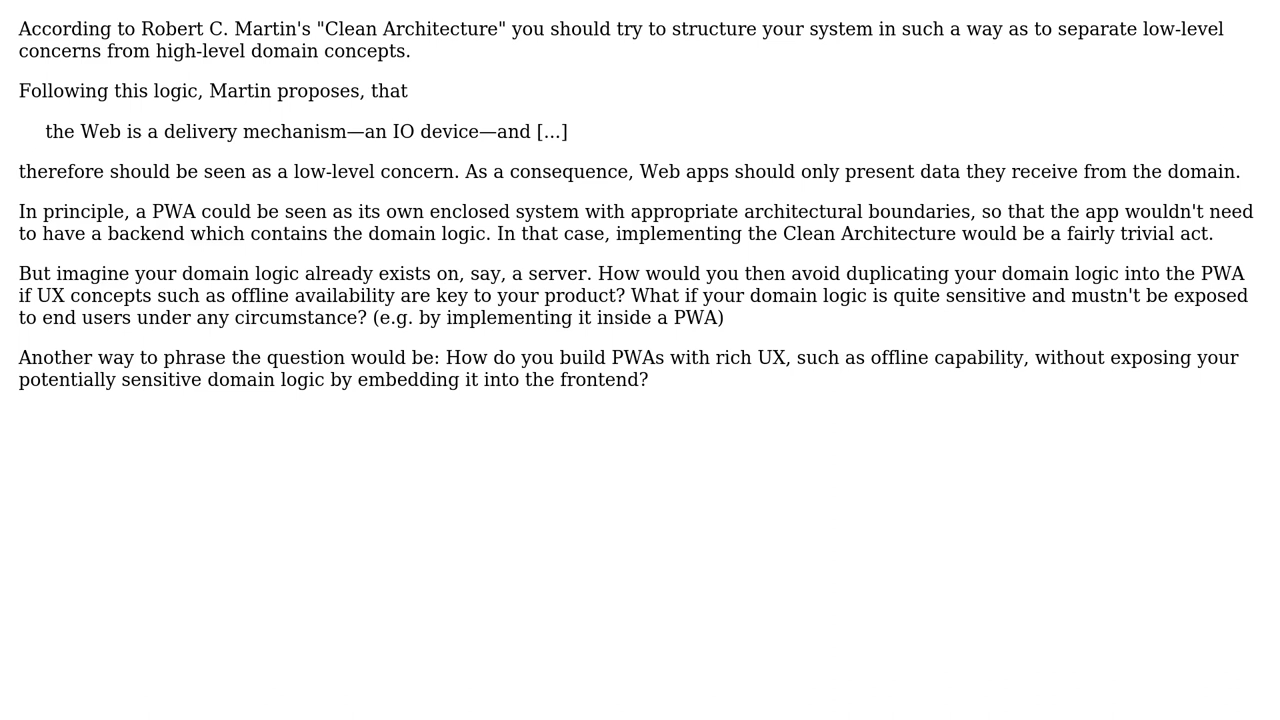 According to Robert C. Martin's "Clean Architecture" you should try to structure your system in such a way as to separate low-level
concerns from high-level domain concepts.
Following this logic, Martin proposes, that
the Web is a delivery mechanism—an IO device—and [...]
therefore should be seen as a low-level concern. As a consequence, Web apps should only present data they receive from the domain.
In principle, a PWA could be seen as its own enclosed system with appropriate architectural boundaries, so that the app wouldn't need
to have a backend which contains the domain logic. In that case, implementing the Clean Architecture would be a fairly trivial act.
But imagine your domain logic already exists on, say, a server. How would you then avoid duplicating your domain logic into the PWA
if UX concepts such as offline availability are key to your product? What if your domain logic is quite sensitive and mustn't be exposed
to end users under any circumstance? (e.g. by implementing it inside a PWA)
Another way to phrase the question would be: How do you build PWAs with rich UX, such as offline capability, without exposing your
potentially sensitive domain logic by embedding it into the frontend?